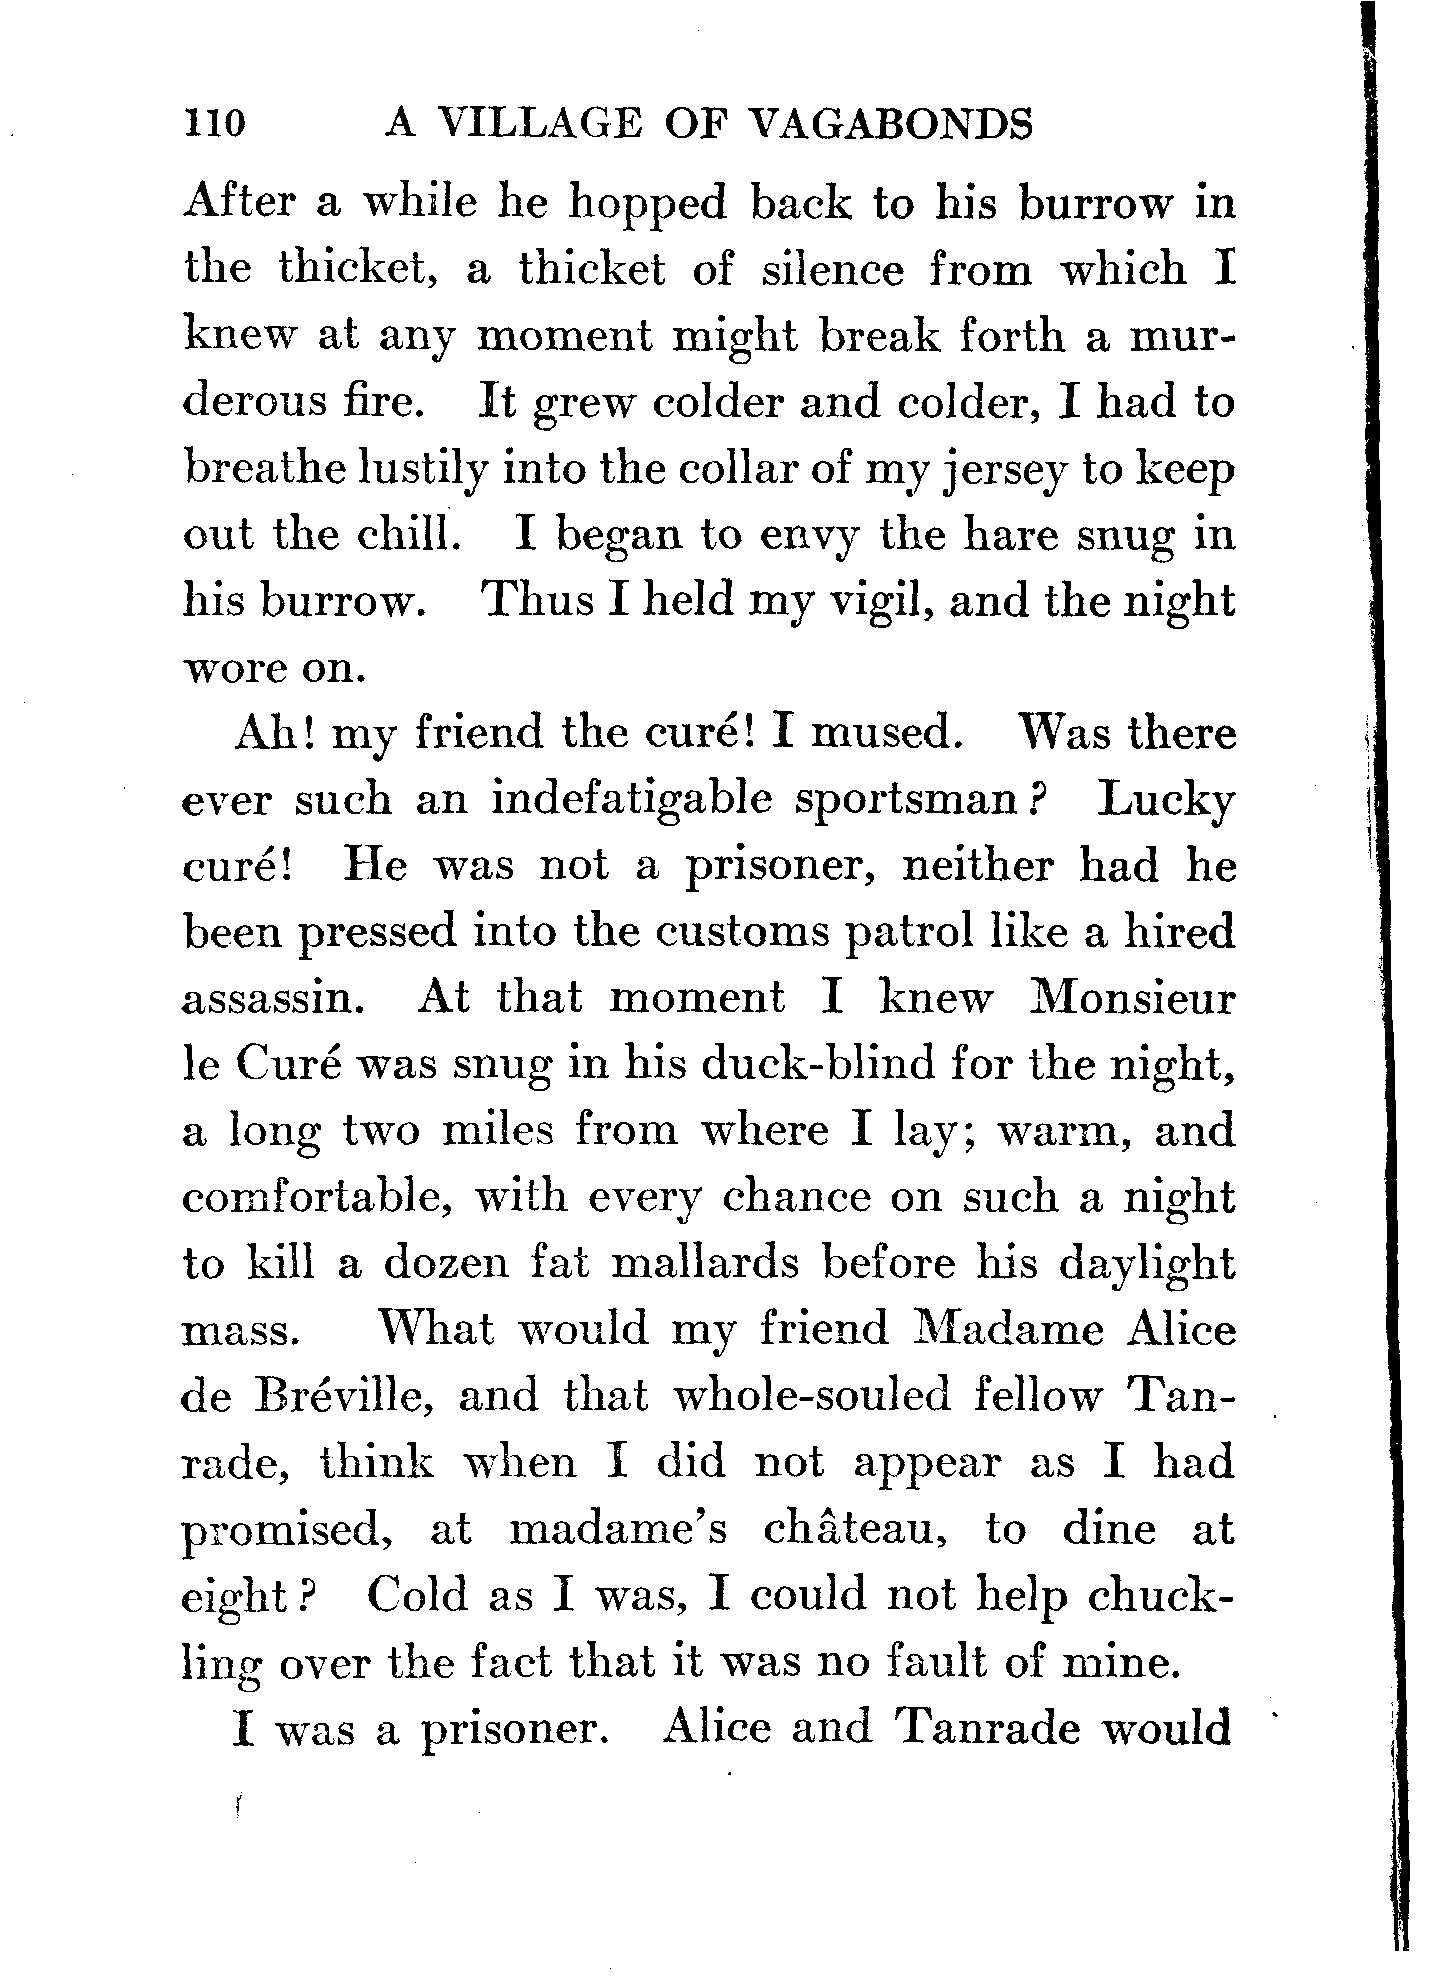 110 A VILLAGE OF VAGABONDS
After a while he hopped back to his burrow in
the thicket, a thicket of silence from which I
knew at any moment might break forth a mur-
derous fire. It grew colder and colder, I had to
breathe lustily into the collar of my jersey to keep
out the chill. I began to envy the hare snug in
his burrow. Thus I held my vigil, and the night
wore on.
Ah! my friend the curé! I mused. Was there
ever such an indefatigable sportsman? Lucky
curé! He was not a prisoner, neither had he
been pressed into the customs patrol like a hired
assassin. At that moment I knew Monsieur
le Curé was snug in his duck-blind for the night,
a long two miles from where I lay; warm, and
comfortable, with every chance on such a night
to kill a dozen fat mallards before his daylight
mass. What would my friend Madame Alice
de Bréville, and that whole-souled fellow Tan-
rade, think when I did not appear as I had
promised, at madame's château, to dine at
eight? Cold as I was, I could not help chuck-
ling over the fact that it was no fault of mine.
I was a prisoner. Alice and Tanrade would